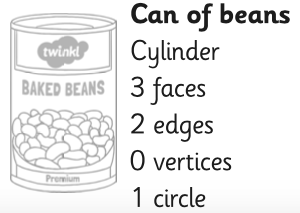 Can of beans
twinkl
Cylinder
BAKED BEANS
3 faces
2 edges
0 vertices
Premium
1 circle